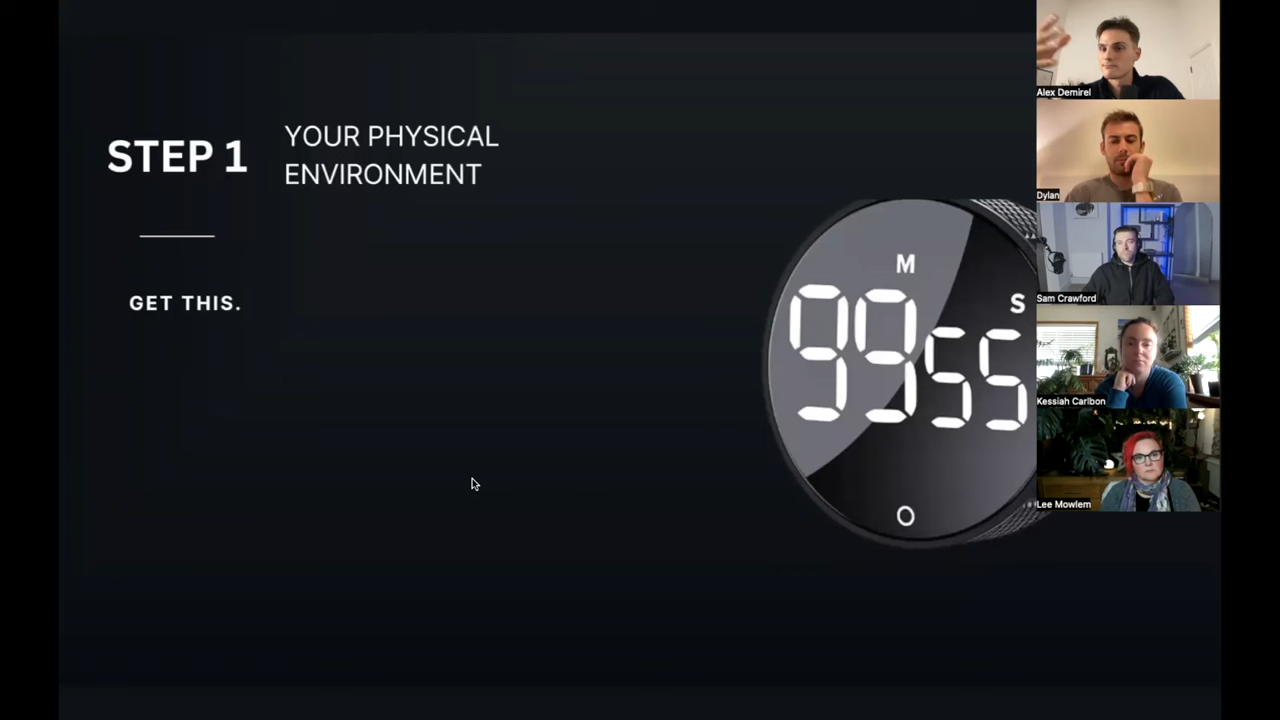 STEP 1
YOUR PHYSICAL
ENVIRONMENT
GET THIS.
M
S
99 55
Alex Demirel
Dylan
Sam Crawford
Kessiah Carlbon
Lee Mowlem